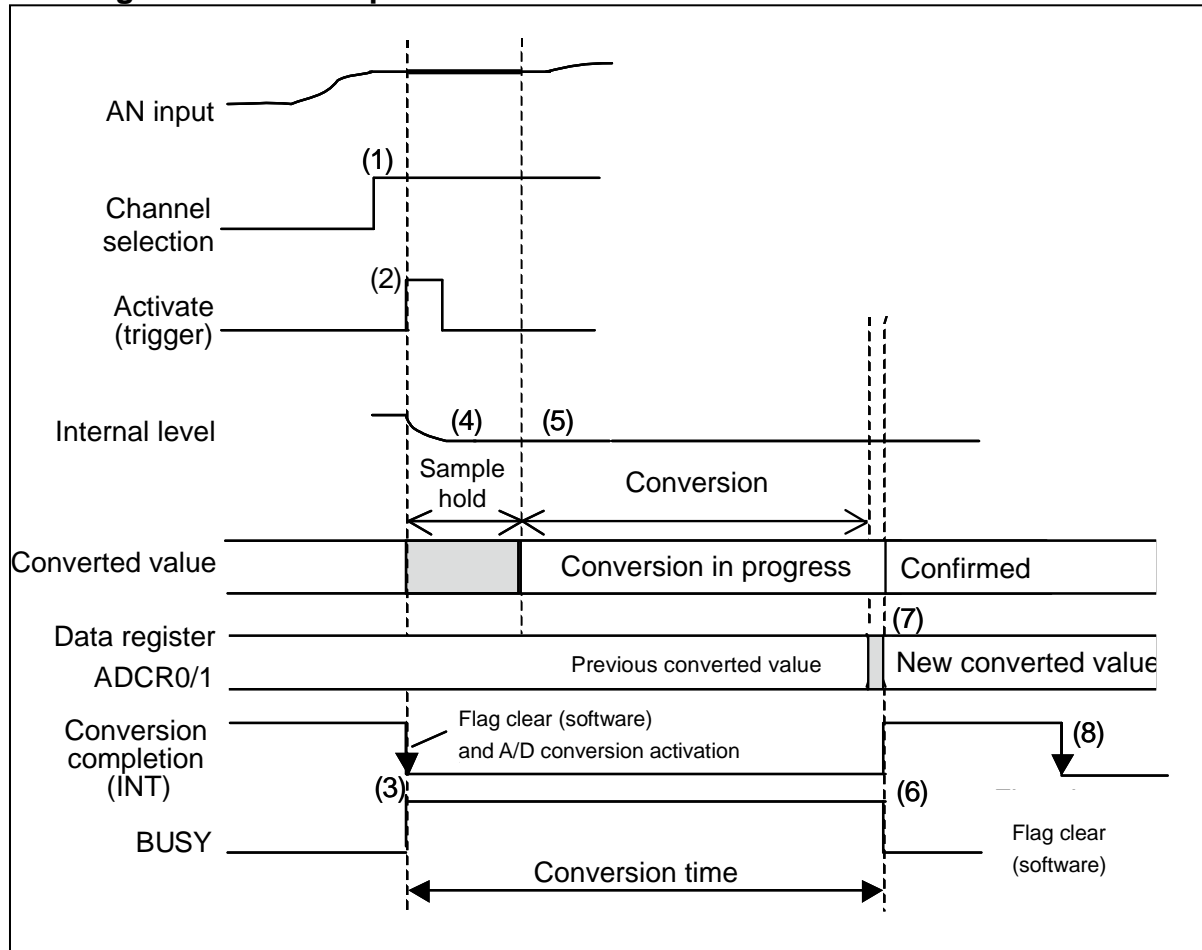 AN input
(1)
Channel
selection
(2)
Activate
(trigger)
Internal level
(4)
(5)
Sample
hold
Conversion
Converted value
Conversion in progress
Confirmed
Data register
ADCR0/1
(7)
Previous converted value
New converted value
Conversion
completion
(INT)
Flag clear (software)
and A/D conversion activation
(8)
(3)
(6)
BUSY
Flag clear
(software)
Conversion time